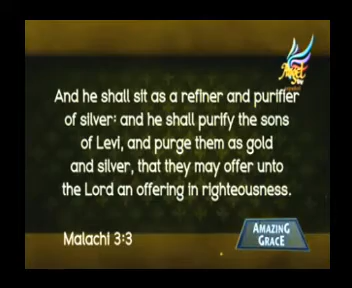 And he shall sit as a refiner and purifier
of silver: and he shall purify the sons
of Levi, and purge them as gold
and silver, that they may offer unto
the Lord an offering in righteousness.
Malachi 3:3
AMAZING
GRACE